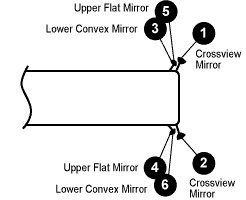 Upper Flat Mirror 5
Lower Convex Mirror 3
1
Crossview
Mirror
Upper Flat Mirror 4
Lower Convex Mirror 6
2
Crossview
Mirror